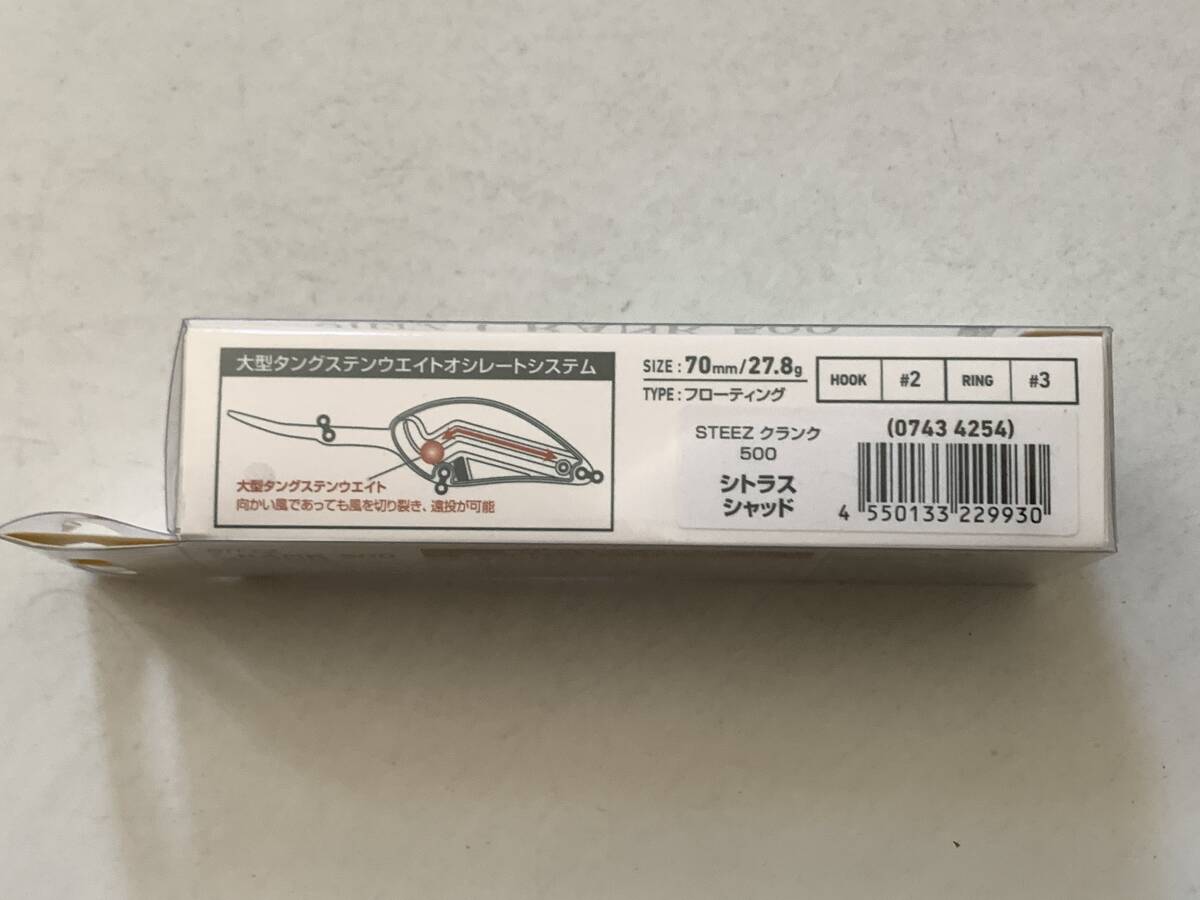 大型タングステンウエイトオシレートシステム
大型タングステンウエイト
向かい風であっても風を切り裂き、遠投が可能
SIZE : 70mm/27.8g
TYPE : フローティング
HOOK #2 RING #3
STEEZ クランク
500
シトラス
シャッド
(0743 4254)
4 550133 229930